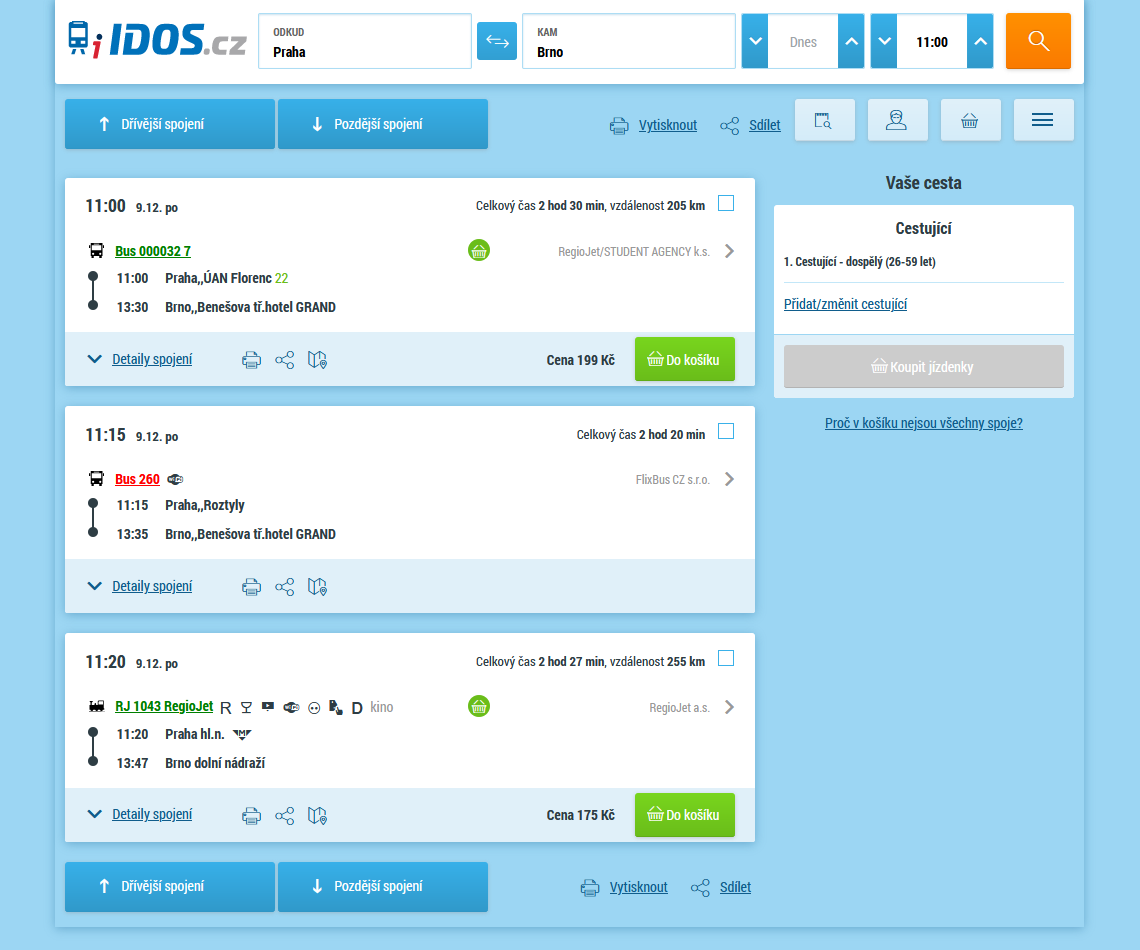 IDOS.cz
ODKUD
Praha
KAM
Brno
Dnes
11:00
Dřívější spojení
Pozdější spojení
Vytisknout
Sdílet
Vaše cesta
Cestující
1. Cestující - dospělý (26-59 let)
Přidat/změnit cestující
Koupit jízdenky
Proč v košíku nejsou všechny spoje?
11:00 9.12. po
Celkový čas 2 hod 30 min, vzdálenost 205 km
Bus 000032 7
RegioJet/STUDENT AGENCY k.s.
11:00 Praha,,ÚAN Florenc 22
13:30 Brno,,Benešova tř.hotel GRAND
Detaily spojení
Cena 199 Kč
Do košíku
11:15 9.12. po
Celkový čas 2 hod 20 min
Bus 260
FlixBus CZ s.r.o.
11:15 Praha,,Roztyly
13:35 Brno,,Benešova tř.hotel GRAND
Detaily spojení
11:20 9.12. po
Celkový čas 2 hod 27 min, vzdálenost 255 km
RJ 1043 RegioJet R D kino
RegioJet a.s.
11:20 Praha hl.n. M
13:47 Brno dolní nádraží
Detaily spojení
Cena 175 Kč
Do košíku
Dřívější spojení
Pozdější spojení
Vytisknout
Sdílet